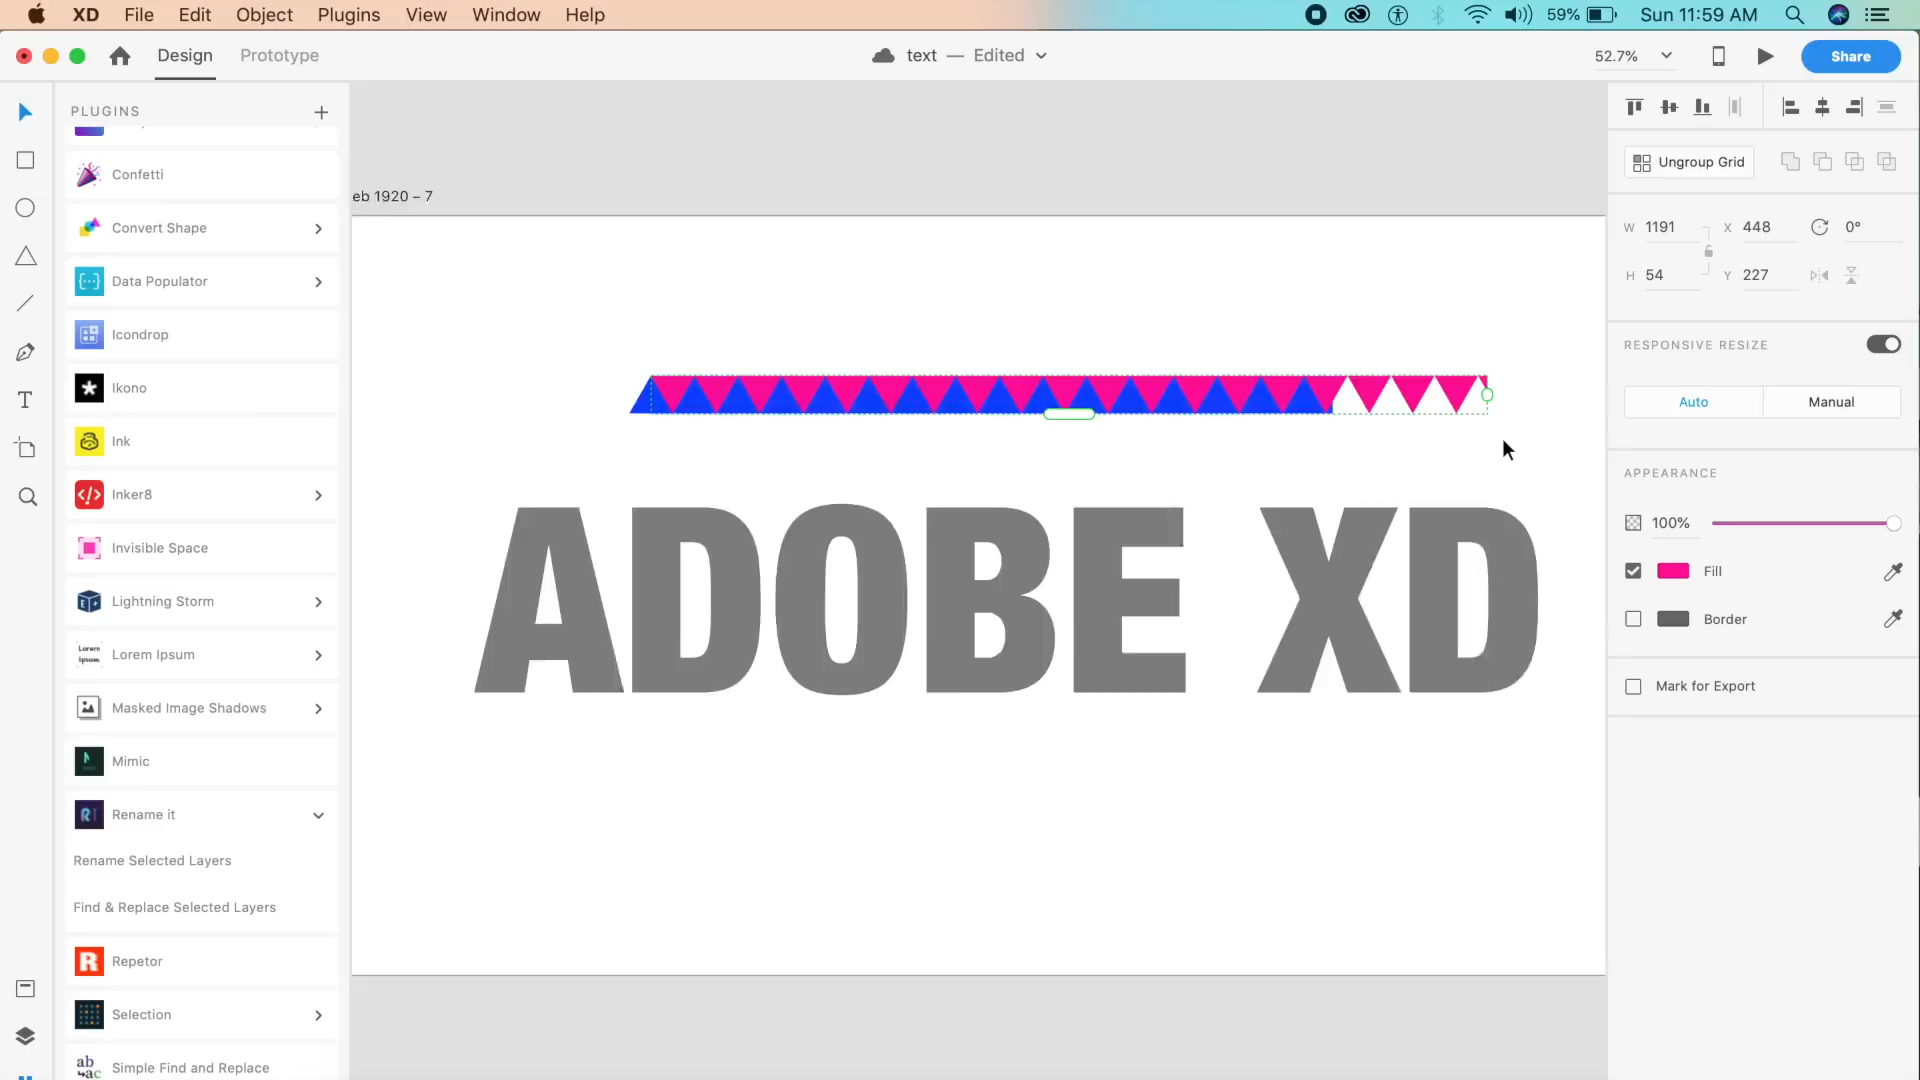 XD File Edit Object Plugins View Window Help 59% Sun 11:59 AM
Design Prototype text — Edited 52.7% Share
PLUGINS
Confetti
Convert Shape
Data Populator
Icondrop
Ikono
Ink
Inker8
Invisible Space
Lightning Storm
Lorem Ipsum Lorem Ipsum
Masked Image Shadows
Mimic
Rename it
Rename Selected Layers
Find & Replace Selected Layers
R Repetor
Selection
ab ac Simple Find and Replace
eb 1920 – 7
ADOBE XD
Ungroup Grid
W 1191 X 448 0°
H 54 Y 227
RESPONSIVE RESIZE
Auto Manual
APPEARANCE
100%
Fill
Border
Mark for Export